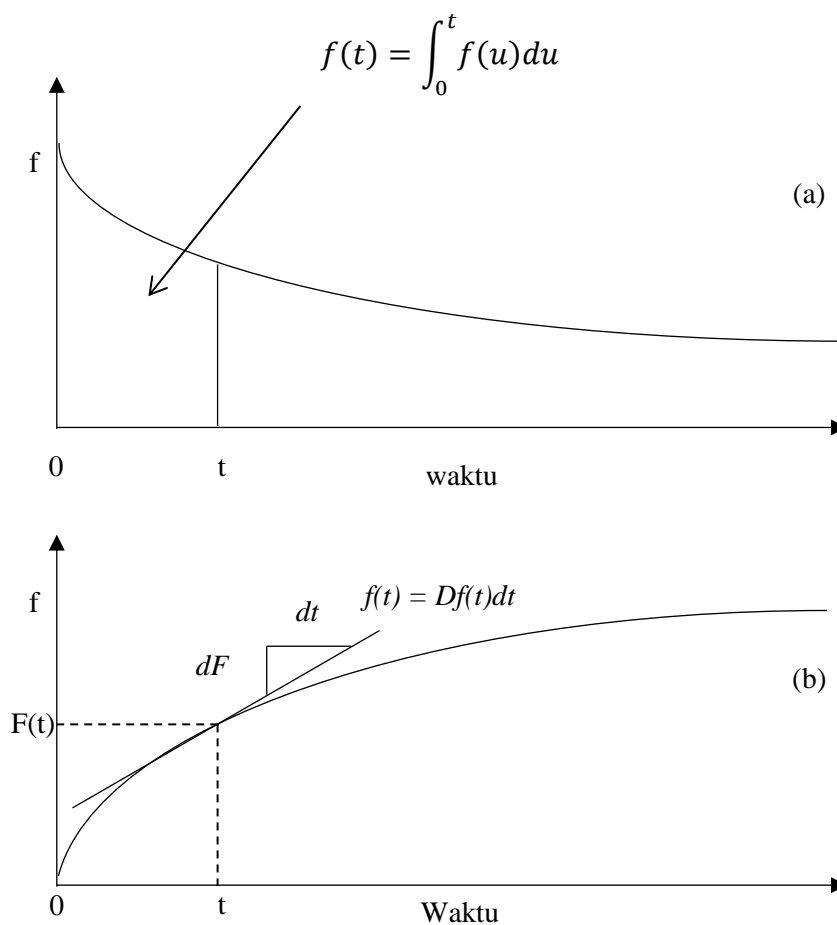 f(t) = ∫₀ᵗ f(u)du
f
(a)
0
t
waktu
f
dt
f(t) = Df(t)dt
dF
(b)
F(t)
0
t
Waktu